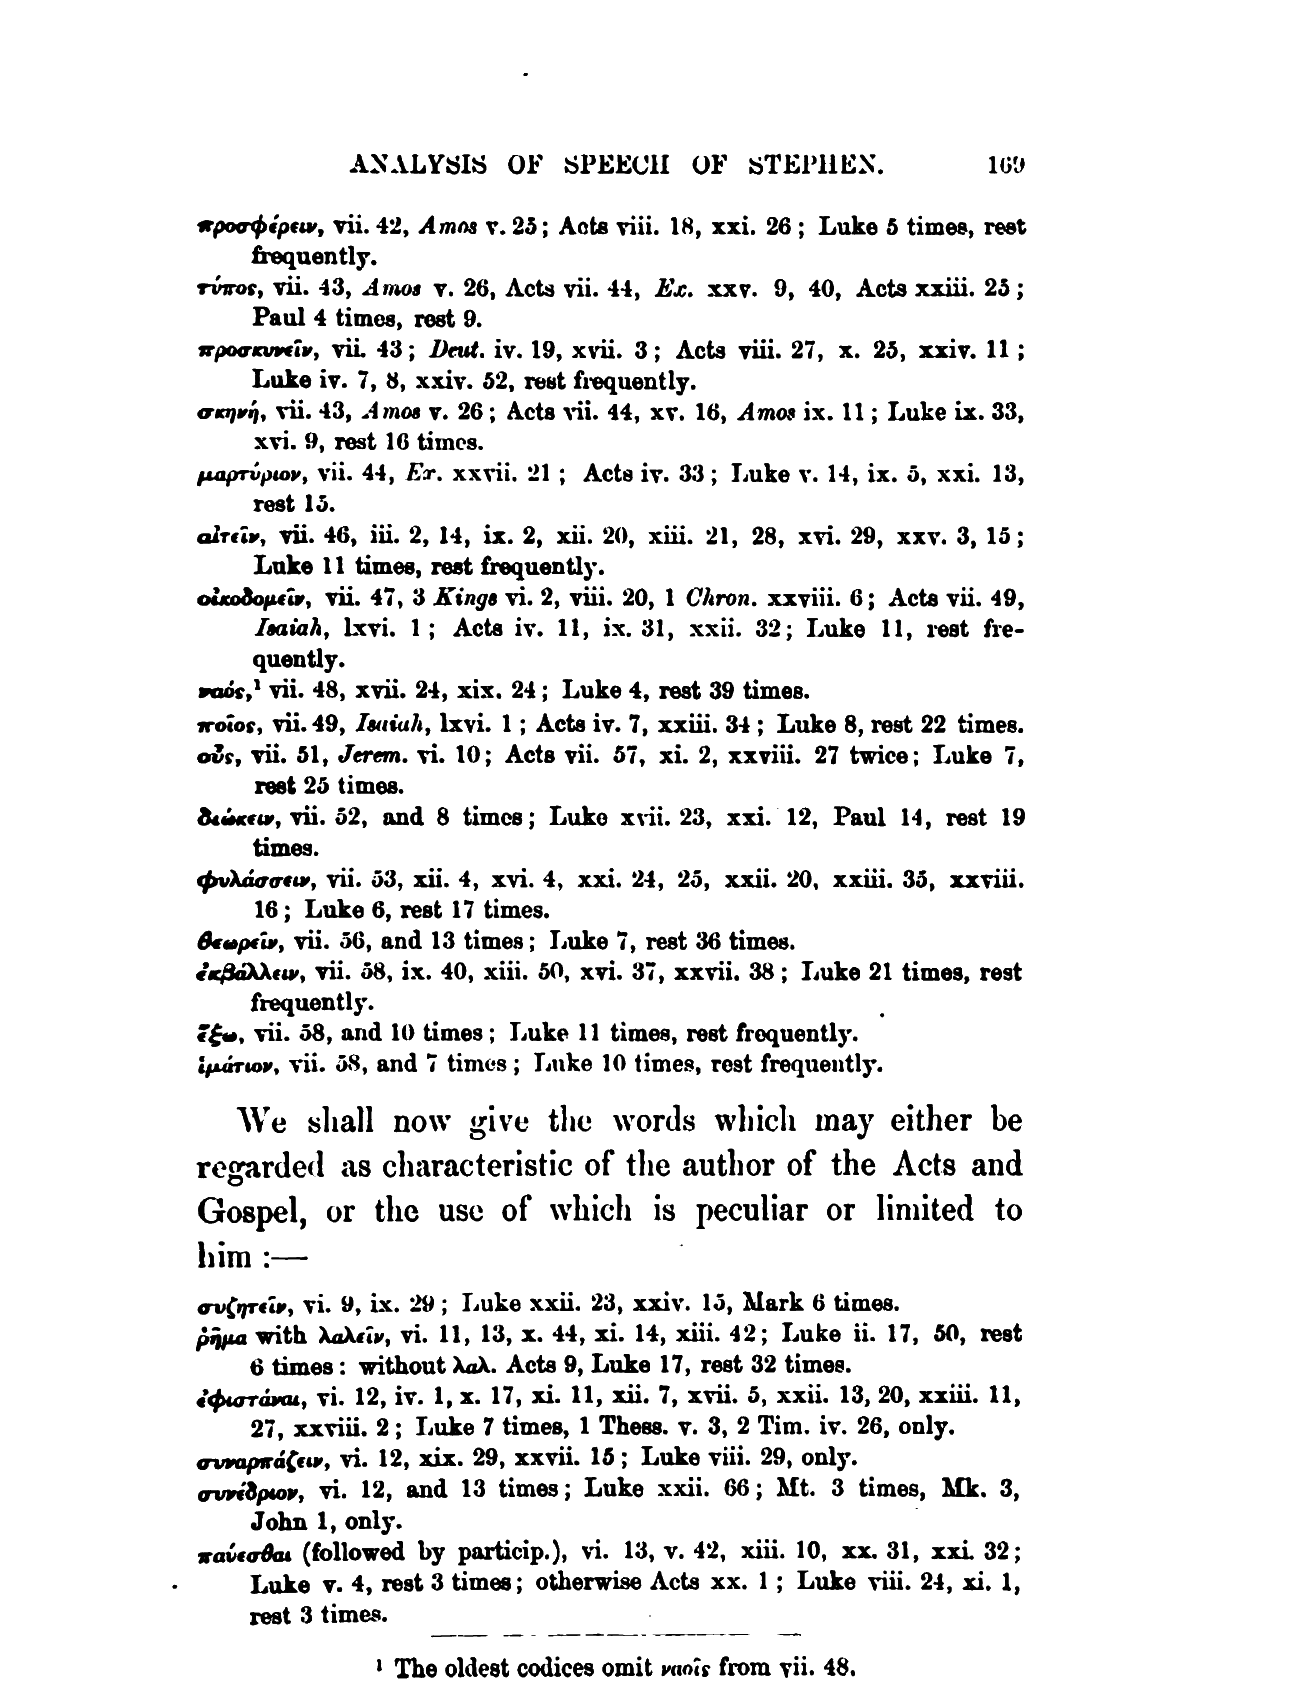 ANALYSIS OF SPEECH OF STEPHEN. 169
προσφέρειν, vii. 42, Amos v. 25; Acts viii. 18, xxi. 26; Luke 5 times, rest
frequently.
τύπος, vii. 43, Amos v. 26, Acts vii. 44, Ex. xxv. 9, 40, Acts xxiii. 25;
Paul 4 times, rest 9.
προσκυνεῖν, vii. 43; Deut. iv. 19, xvii. 3; Acts viii. 27, x. 25, xxiv. 11;
Luke iv. 7, 8, xxiv. 52, rest frequently.
σκηνή, vii. 43, Amos v. 26; Acts vii. 44, xv. 16, Amos ix. 11; Luke ix. 33,
xvi. 9, rest 16 times.
μαρτύριον, vii. 44, Ex. xxvii. 21; Acts iv. 33; Luke v. 14, ix. 5, xxi. 13,
rest 15.
αἰτεῖν, vii. 46, iii. 2, 14, ix. 2, xii. 20, xiii. 21, 28, xvi. 29, xxv. 3, 15;
Luke 11 times, rest frequently.
οἰκοδομεῖν, vii. 47, 3 Kings vi. 2, viii. 20, 1 Chron. xxviii. 6; Acts vii. 49,
Isaiah, lxvi. 1; Acts iv. 11, ix. 31, xxii. 32; Luke 11, rest fre-
quently.
ναός,¹ vii. 48, xvii. 24, xix. 24; Luke 4, rest 39 times.
ποῖος, vii. 49, Isaiah, lxvi. 1; Acts iv. 7, xxiii. 34; Luke 8, rest 22 times.
οὖς, vii. 51, Jerem. vi. 10; Acts vii. 57, xi. 2, xxviii. 27 twice; Luke 7,
rest 25 times.
διώκειν, vii. 52, and 8 times; Luke xvii. 23, xxi. 12, Paul 14, rest 19
times.
φυλάσσειν, vii. 53, xii. 4, xvi. 4, xxi. 24, 25, xxii. 20, xxiii. 35, xxviii.
16; Luke 6, rest 17 times.
θεωρεῖν, vii. 56, and 13 times; Luke 7, rest 36 times.
ἐκβάλλειν, vii. 58, ix. 40, xiii. 50, xvi. 37, xxvii. 38; Luke 21 times, rest
frequently.
ἔξω, vii. 58, and 10 times; Luke 11 times, rest frequently.
ἱμάτιον, vii. 58, and 7 times; Luke 10 times, rest frequently.
We shall now give the words which may either be
regarded as characteristic of the author of the Acts and
Gospel, or the use of which is peculiar or limited to
him :—
συζητεῖν, vi. 9, ix. 29; Luke xxii. 23, xxiv. 15, Mark 6 times.
ῥῆμα with λαλεῖν, vi. 11, 13, x. 44, xi. 14, xiii. 42; Luke ii. 17, 50, rest
6 times: without λαλ. Acts 9, Luke 17, rest 32 times.
ἐφιστάναι, vi. 12, iv. 1, x. 17, xi. 11, xii. 7, xvii. 5, xxii. 13, 20, xxiii. 11,
27, xxviii. 2; Luke 7 times, 1 Thess. v. 3, 2 Tim. iv. 26, only.
συναρπάζειν, vi. 12, xix. 29, xxvii. 15; Luke viii. 29, only.
συνέδριον, vi. 12, and 13 times; Luke xxii. 66; Mt. 3 times, Mk. 3,
John 1, only.
παύεσθαι (followed by particip.), vi. 13, v. 42, xiii. 10, xx. 31, xxi. 32;
Luke v. 4, rest 3 times; otherwise Acts xx. 1; Luke viii. 24, xi. 1,
rest 3 times.
¹ The oldest codices omit ναοῖς from vii. 48.